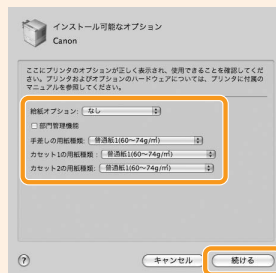 インストール可能なオプション
Canon
ここにプリンタのオプションが正しく表示され、使用できることを確認してくだ
さい。プリンタおよびオプションのハードウェアについては、プリンタに付属の
マニュアルを参照してください。
給紙オプション: なし
部門管理機能
手差しの用紙種類: 普通紙1(60〜74g/㎡)
カセット1の用紙種類: 普通紙1(60〜74g/㎡)
カセット2の用紙種類: 普通紙1(60〜74g/㎡)
? キャンセル 続ける